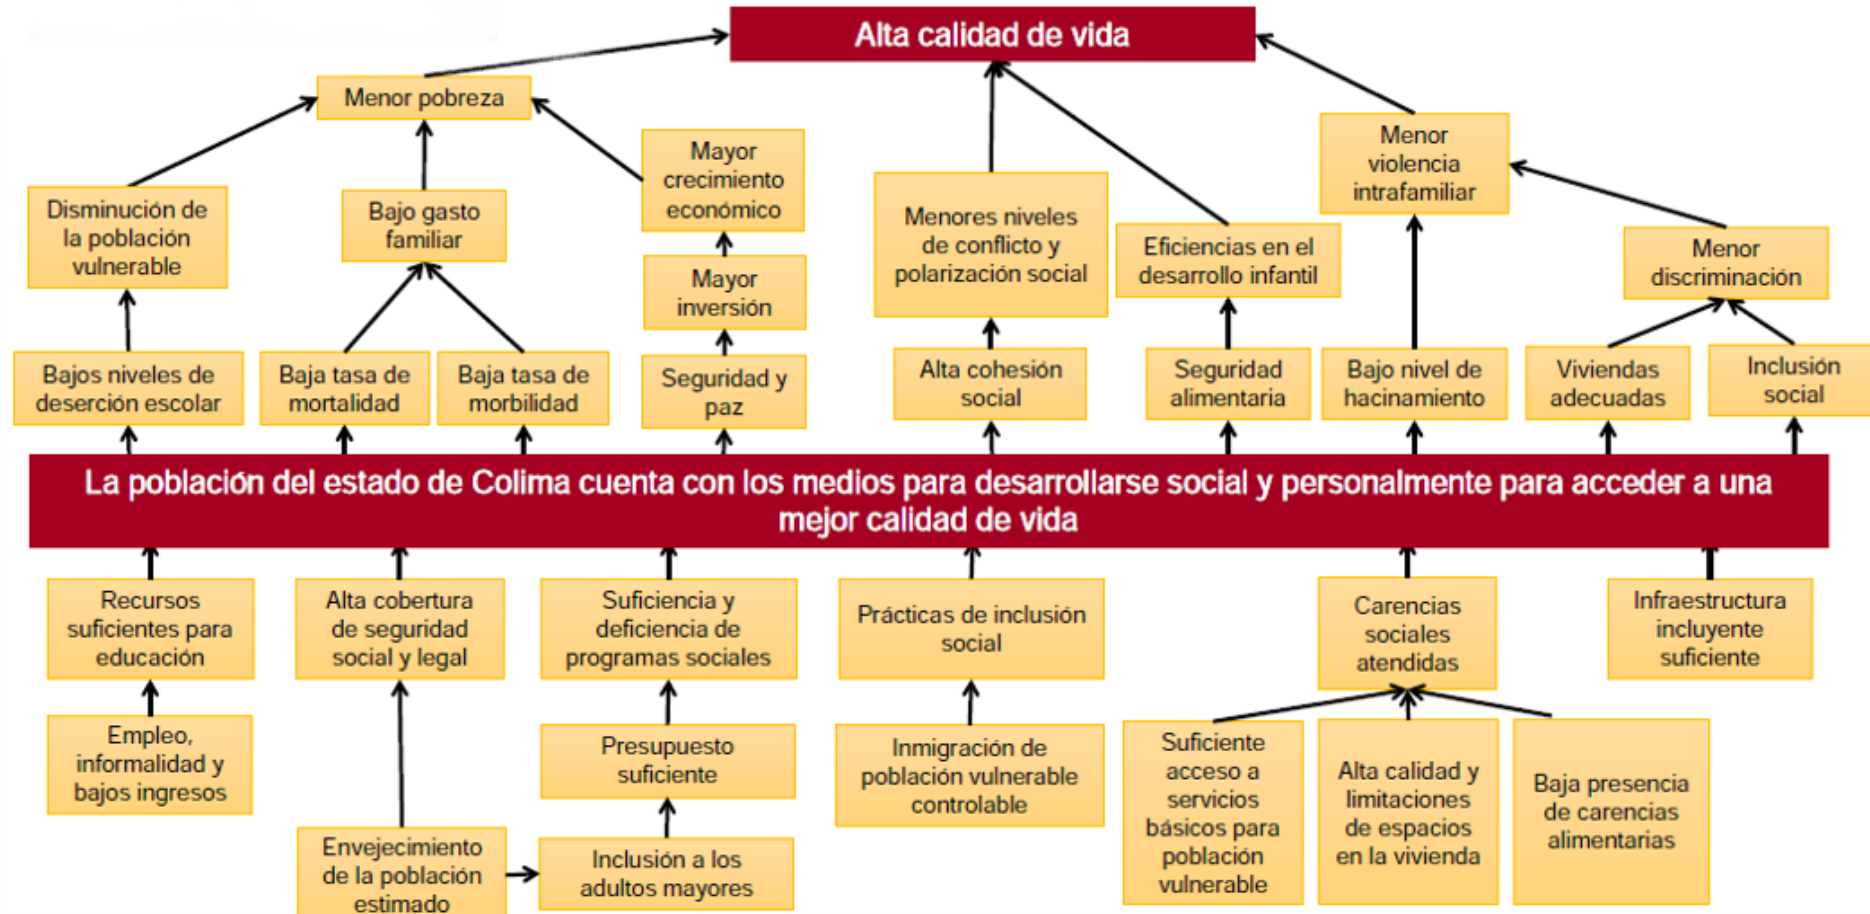 Alta calidad de vida
Menor pobreza
Mayor
crecimiento
económico
Menor
violencia
intrafamiliar
Disminución de
la población
vulnerable
Bajo gasto
familiar
Menores niveles
de conflicto y
polarización social
Eficiencias en el
desarrollo infantil
Menor
discriminación
Mayor
inversión
Bajos niveles de
deserción escolar
Baja tasa de
mortalidad
Baja tasa de
morbilidad
Seguridad y
paz
Alta cohesión
social
Seguridad
alimentaria
Bajo nivel de
hacinamiento
Viviendas
adecuadas
Inclusión
social
La población del estado de Colima cuenta con los medios para desarrollarse social y personalmente para acceder a una
mejor calidad de vida
Recursos
suficientes para
educación
Alta cobertura
de seguridad
social y legal
Suficiencia y
deficiencia de
programas sociales
Prácticas de inclusión
social
Carencias
sociales
atendidas
Infraestructura
incluyente
suficiente
Empleo,
informalidad y
bajos ingresos
Presupuesto
suficiente
Inmigración de
población vulnerable
controlable
Suficiente
acceso a
servicios
básicos para
población
vulnerable
Alta calidad y
limitaciones
de espacios
en la vivienda
Baja presencia
de carencias
alimentarias
Envejecimiento
de la población
estimado
Inclusión a los
adultos mayores